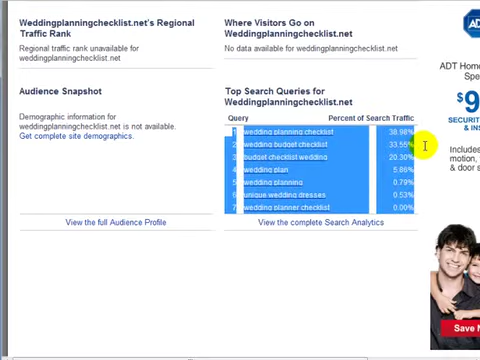 Weddingplanningchecklist.net's Regional
Traffic Rank
Regional traffic rank unavailable for
weddingplanningchecklist.net
Where Visitors Go on
Weddingplanningchecklist.net
No data available for weddingplanningchecklist.net
Audience Snapshot
Demographic information for
weddingplanningchecklist.net is not available.
Get complete site demographics.
View the full Audience Profile
Top Search Queries for
Weddingplanningchecklist.net
Query Percent of Search Traffic
1 wedding planning checklist 38.98%
2 wedding budget checklist 33.55%
3 budget checklist wedding 20.30%
4 wedding plan 5.86%
5 wedding planning 0.79%
6 unique wedding dresses 0.53%
7 wedding planner checklist 0.00%
View the complete Search Analytics
ADT
ADT Home
Spe
$9
SECURIT
& INS
Includes
motion,
& door s
Save M